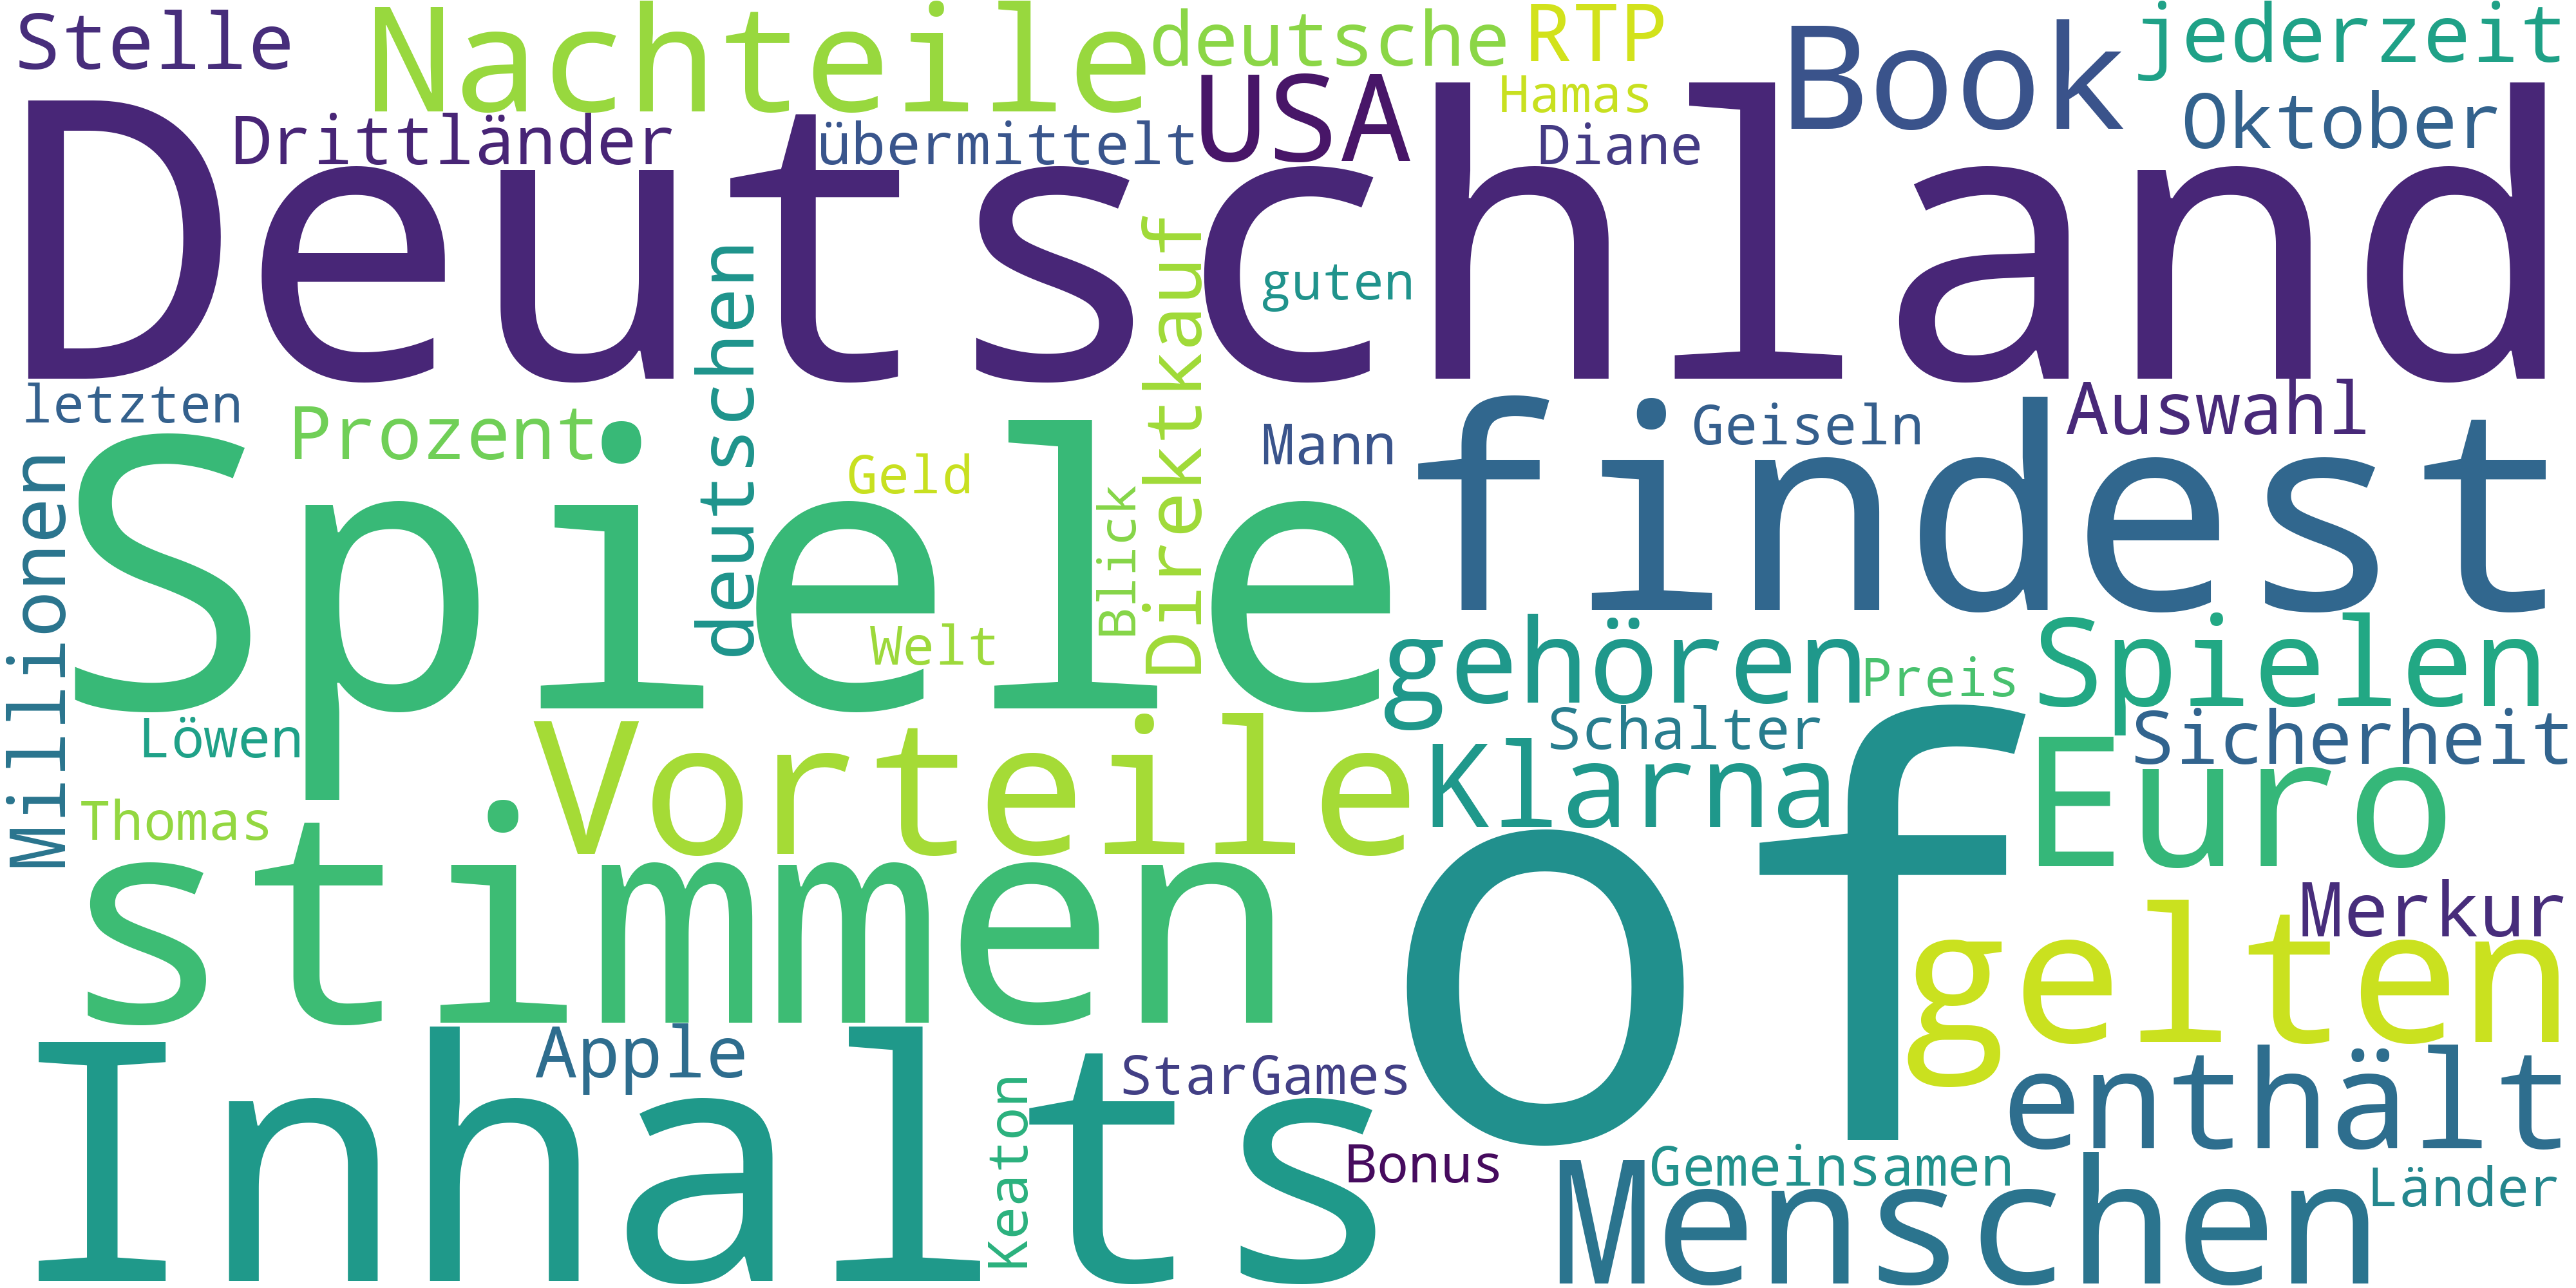 Stelle
Nachteile
deutsche
RTP
Book
jederzeit
Hamas
Oktober
USA
Drittländer
übermittelt
Diane
Deutschland
deutschen
Direktkauf
guten
letzten
Prozent
Mann
Geiseln
Auswahl
findest
Millionen
Spiele
Geld
Blick
Welt
gehören
Preis
Spielen
Löwen
Vorteile
Klarna
Schalter
Sicherheit
Euro
Thomas
stimmen
of
Merkur
gelten
Inhalts
Apple
Keaton
StarGames
enthält
Bonus
Gemeinsamen
Menschen
Länder